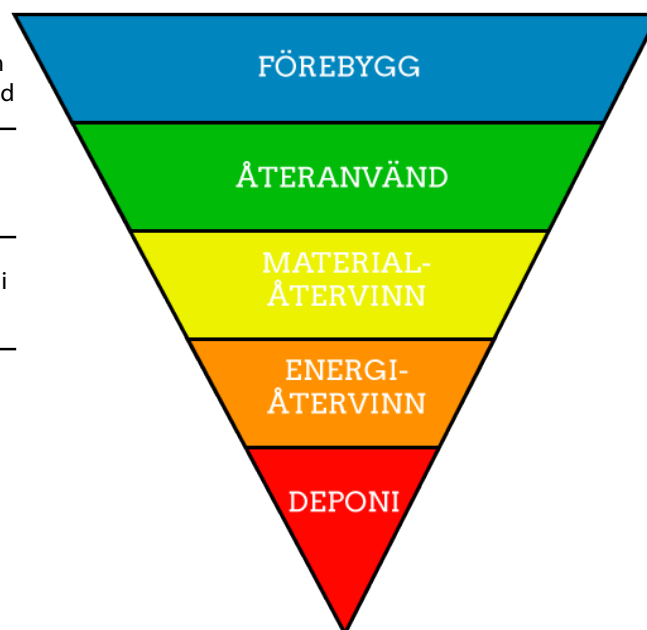 FÖREBYGG
ÅTERANVÄND
MATERIAL-
ÅTERVINN
ENERGI-
ÅTERVINN
DEPONI